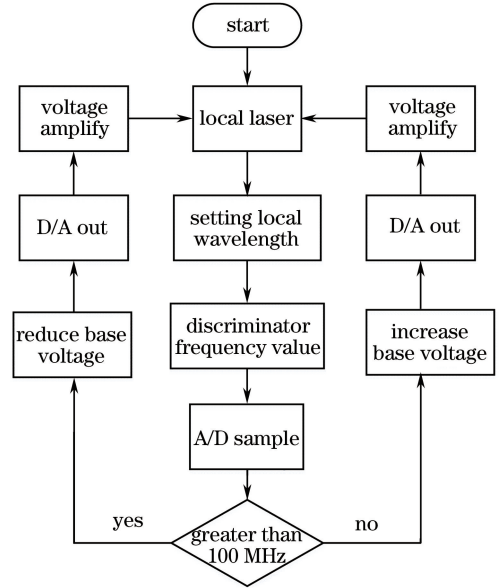 start
voltage
amplify
local laser
voltage
amplify
D/A out
setting local
wavelength
D/A out
reduce base
voltage
discriminator
frequency value
increase
base voltage
A/D sample
yes
greater than
100 MHz
no